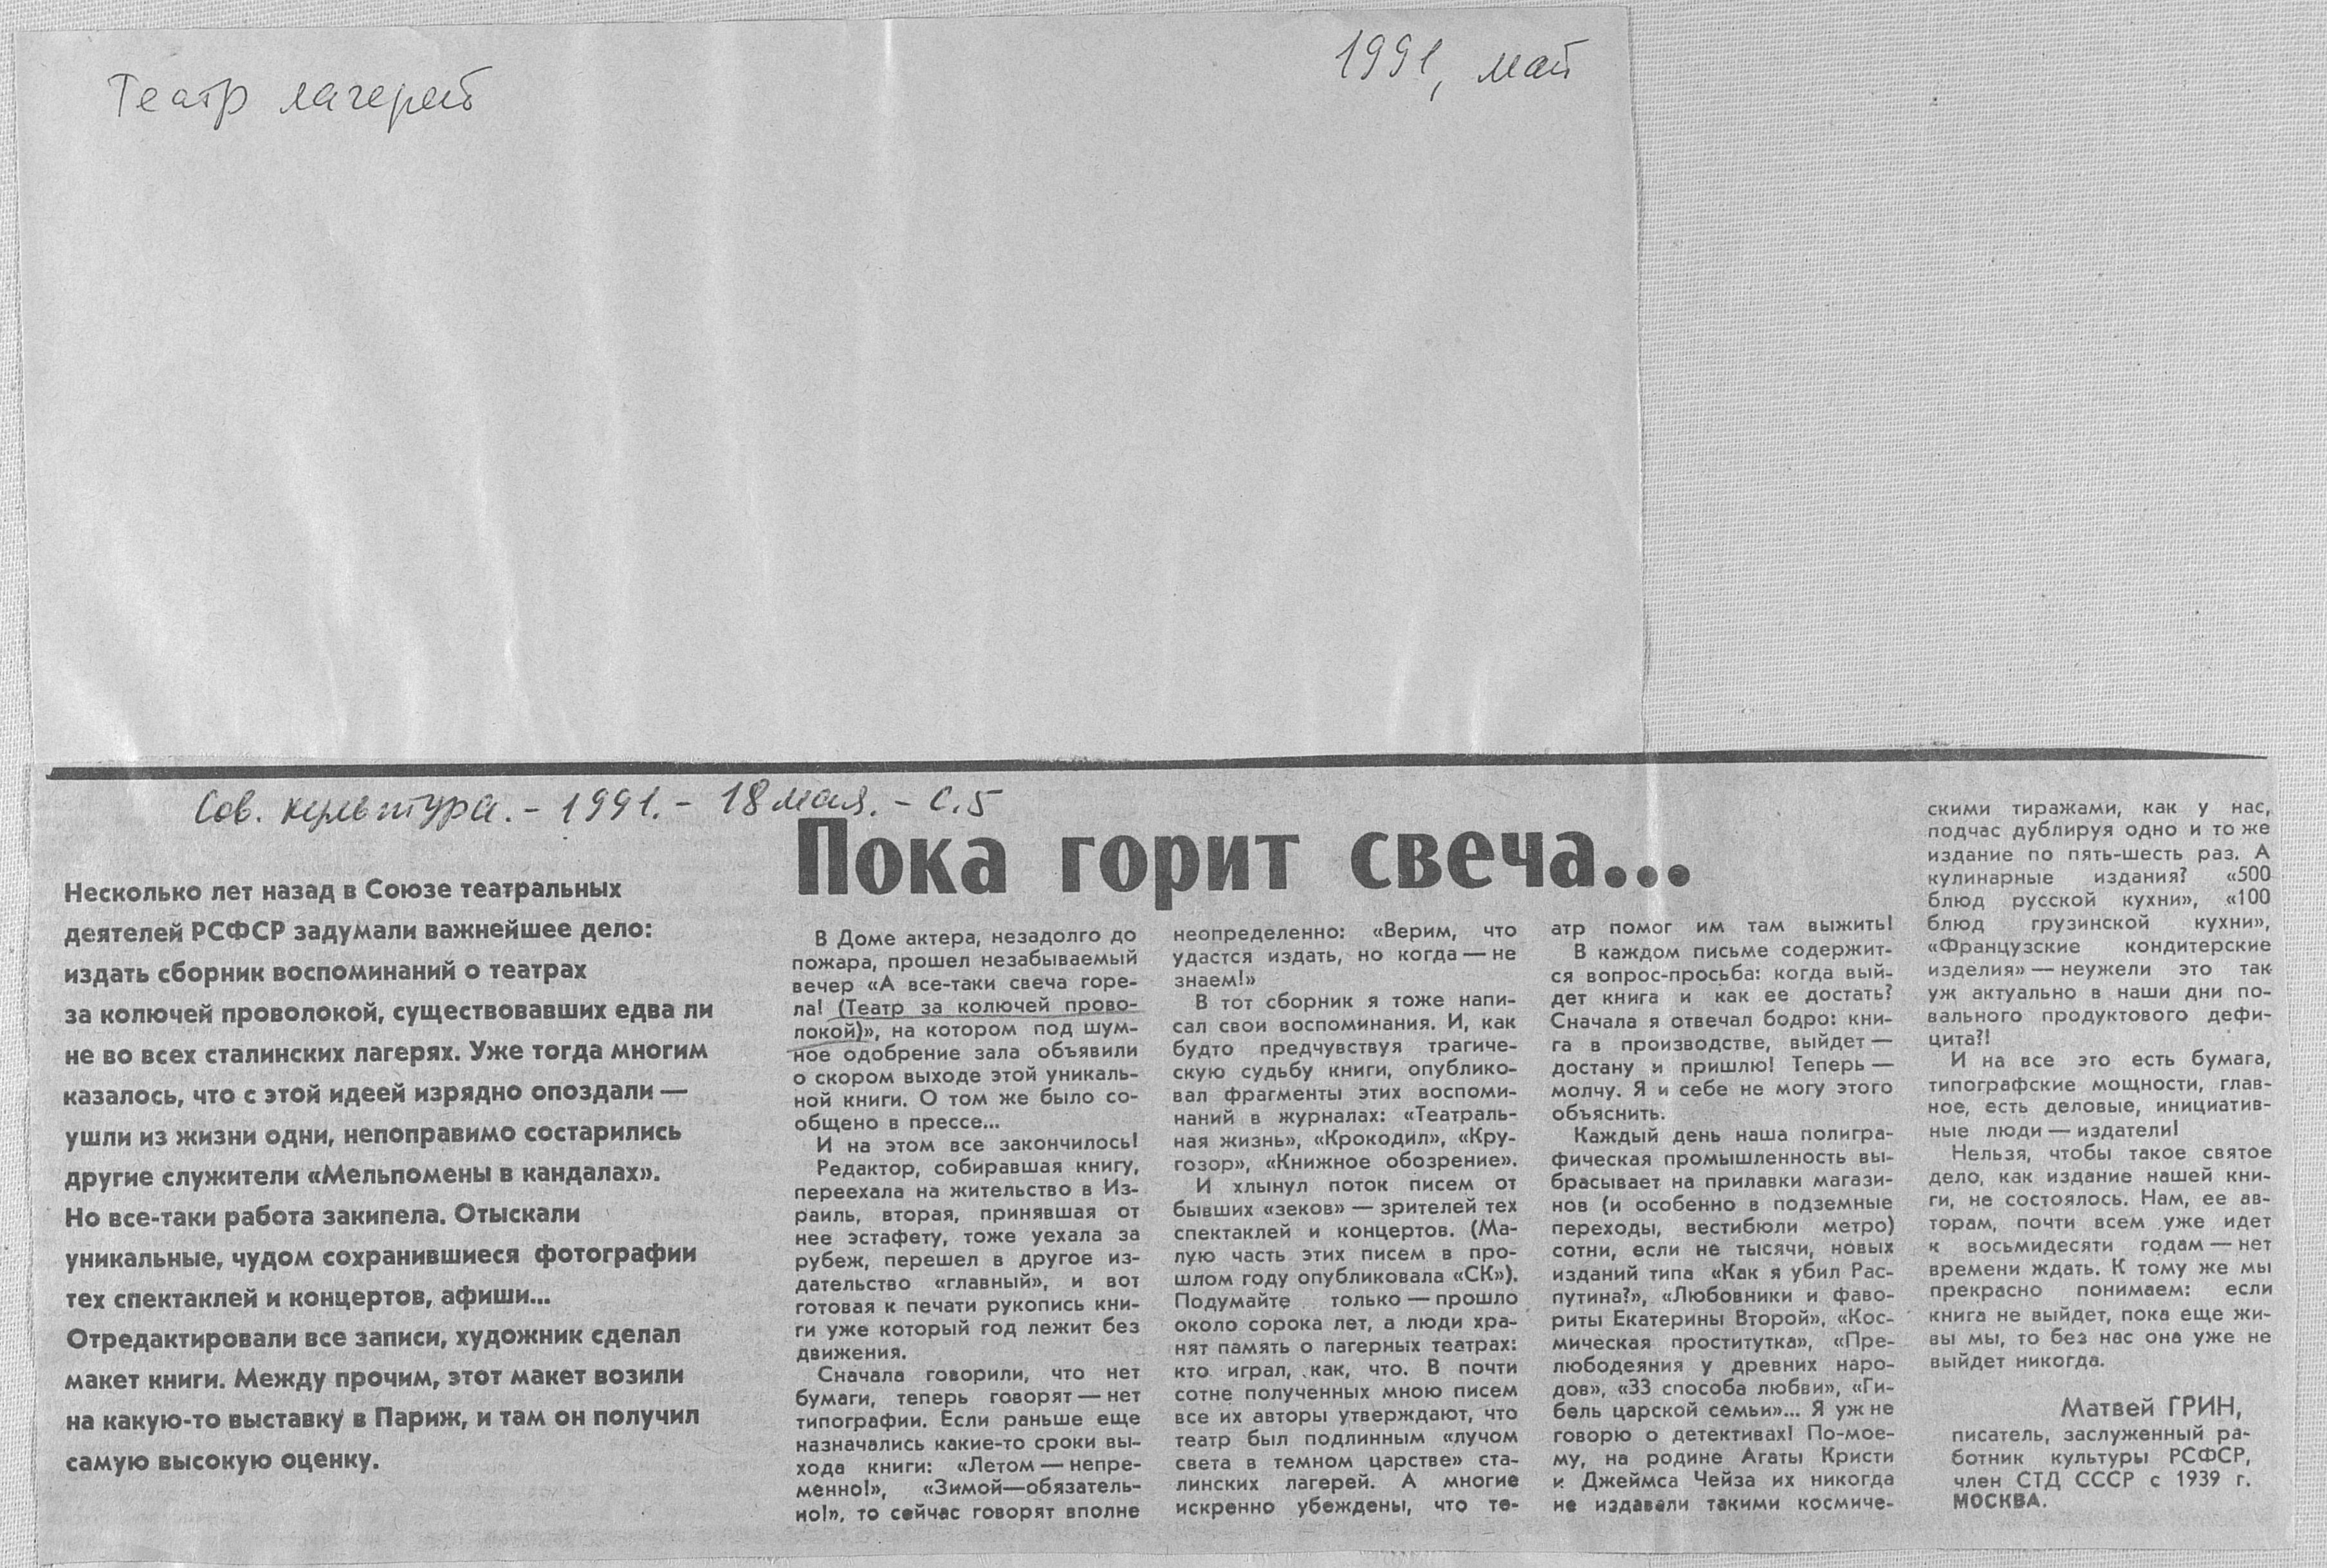 Театр лагерей
1991, май
Сов. культура. - 1991. - 18 мая. - С. 5
Пока горит свеча...
Несколько лет назад в Союзе театральных
деятелей РСФСР задумали важнейшее дело:
издать сборник воспоминаний о театрах
за колючей проволокой, существовавших едва ли
не во всех сталинских лагерях. Уже тогда многим
казалось, что с этой идеей изрядно опоздали —
ушли из жизни одни, непоправимо состарились
другие служители «Мельпомены в кандалах».
Но все-таки работа закипела. Отыскали
уникальные, чудом сохранившиеся фотографии
тех спектаклей и концертов, афиши...
Отредактировали все записи, художник сделал
макет книги. Между прочим, этот макет возили
на какую-то выставку в Париж, и там он получил
самую высокую оценку.
В Доме актера, незадолго до
пожара, прошел незабываемый
вечер «А все-таки свеча горе-
ла! (Театр за колючей прово-
локой)», на котором под шум-
ное одобрение зала объявили
о скором выходе этой уникаль-
ной книги. О том же было со-
общено в прессе...
И на этом все закончилось!
Редактор, собиравшая книгу,
переехала на жительство в Из-
раиль, вторая, принявшая от
нее эстафету, тоже уехала за
рубеж, перешел в другое из-
дательство «главный», и вот
готовая к печати рукопись кни-
ги уже который год лежит без
движения.
Сначала говорили, что нет
бумаги, теперь говорят — нет
типографии. Если раньше еще
назначались какие-то сроки вы-
хода книги: «Летом — непре-
менно!», «Зимой—обязатель-
но!», то сейчас говорят вполне
неопределенно: «Верим, что
удастся издать, но когда — не
знаем!»
В тот сборник я тоже напи-
сал свои воспоминания. И, как
будто предчувствуя трагиче-
скую судьбу книги, опублико-
вал фрагменты этих воспоми-
наний в журналах: «Театраль-
ная жизнь», «Крокодил», «Кру-
гозор», «Книжное обозрение».
И хлынул поток писем от
бывших «зеков» — зрителей тех
спектаклей и концертов. (Ма-
лую часть этих писем в про-
шлом году опубликовала «СК»).
Подумайте только — прошло
около сорока лет, а люди хра-
нят память о лагерных театрах:
кто играл, как, что. В почти
сотне полученных мною писем
все их авторы утверждают, что
театр был подлинным «лучом
света в темном царстве» ста-
линских лагерей. А многие
искренно убеждены, что те-
атр помог им там выжить!
В каждом письме содержит-
ся вопрос-просьба: когда вый-
дет книга и как ее достать?
Сначала я отвечал бодро: кни-
га в производстве, выйдет —
достану и пришлю! Теперь —
молчу. Я и себе не могу этого
объяснить.
Каждый день наша полигра-
фическая промышленность вы-
брасывает на прилавки магази-
нов (и особенно в подземные
переходы, вестибюли метро)
сотни, если не тысячи, новых
изданий типа «Как я убил Рас-
путина?», «Любовники и фаво-
риты Екатерины Второй», «Кос-
мическая проститутка», «Пре-
любодеяния у древних наро-
дов», «33 способа любви», «Ги-
бель царской семьи»... Я уж не
говорю о детективах! По-мое-
му, на родине Агаты Кристи
и Джеймса Чейза их никогда
не издавали такими космиче-
скими тиражами, как у нас,
подчас дублируя одно и то же
издание по пять-шесть раз. А
кулинарные издания? «500
блюд русской кухни», «100
блюд грузинской кухни»,
«Французские кондитерские
изделия» — неужели это так
уж актуально в наши дни по-
вального продуктового дефи-
цита?!
И на все это есть бумага,
типографские мощности, глав-
ное, есть деловые, инициатив-
ные люди — издатели!
Нельзя, чтобы такое святое
дело, как издание нашей кни-
ги, не состоялось. Нам, ее ав-
торам, почти всем уже идет
к восьмидесяти годам — нет
времени ждать. К тому же мы
прекрасно понимаем: если
книга не выйдет, пока еще жи-
вы мы, то без нас она уже не
выйдет никогда.
Матвей ГРИН,
писатель, заслуженный ра-
ботник культуры РСФСР,
член СТД СССР с 1939 г.
МОСКВА.